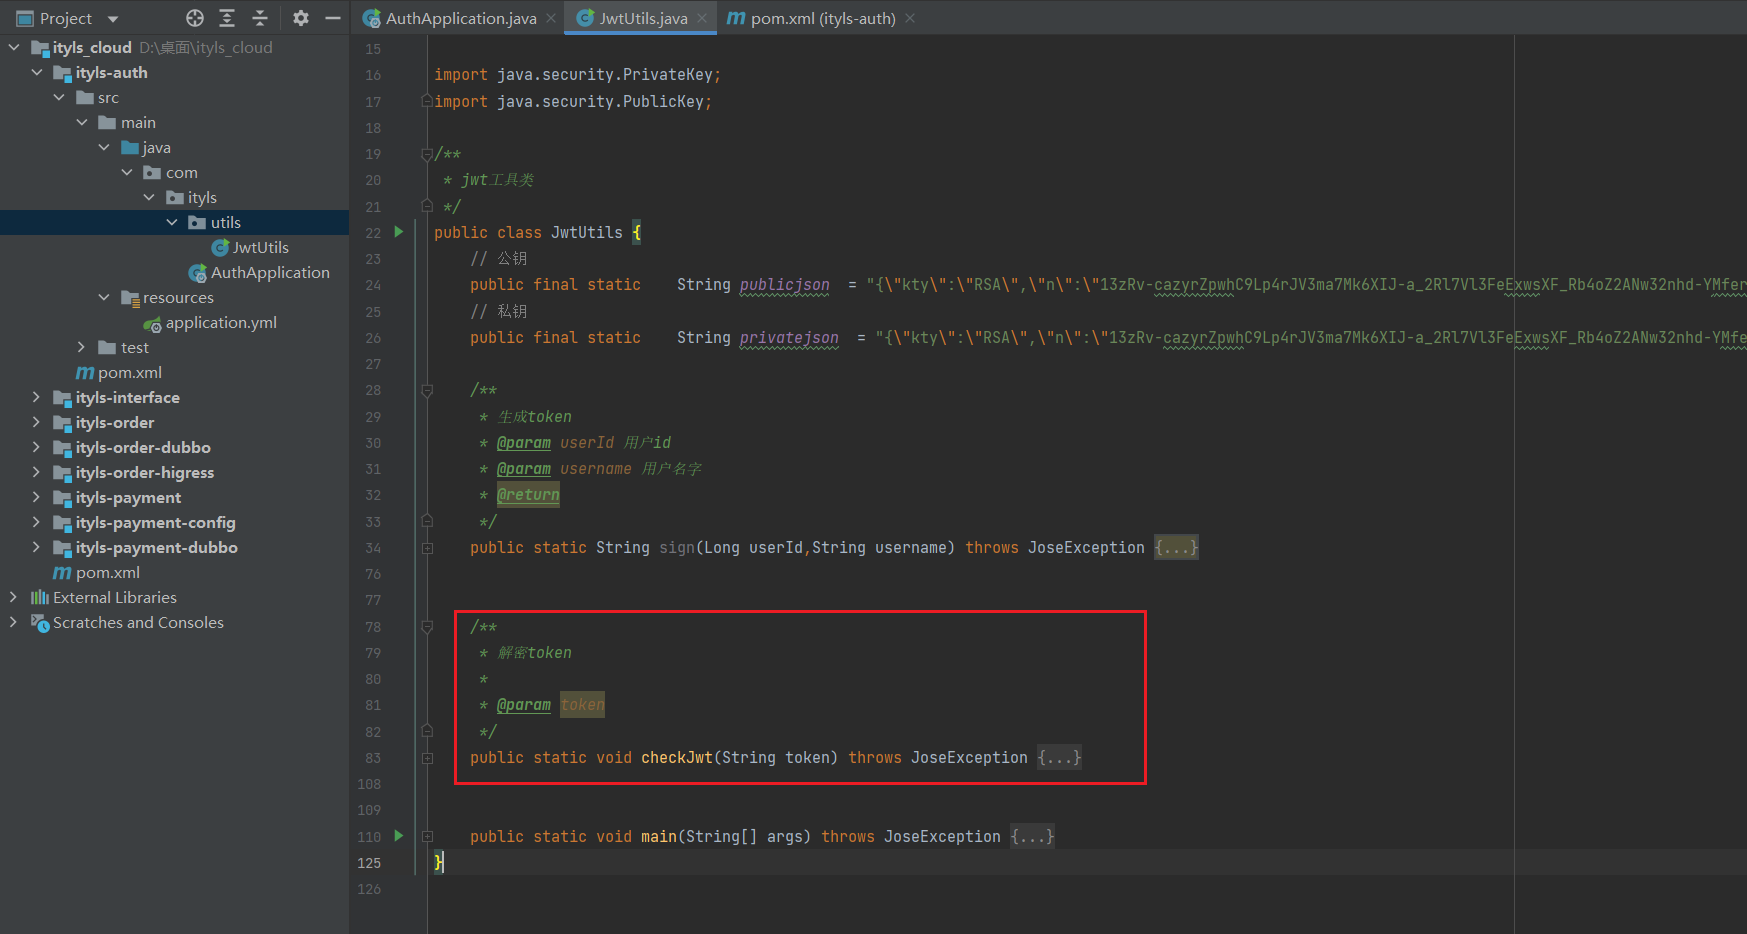 Project
AuthApplication.java
JwtUtils.java
pom.xml (ityls-auth)
ityls_cloud D:\桌面\ityls_cloud
ityls-auth
src
main
java
com
ityls
utils
JwtUtils
AuthApplication
resources
application.yml
test
pom.xml
ityls-interface
ityls-order
ityls-order-dubbo
ityls-order-higress
ityls-payment
ityls-payment-config
ityls-payment-dubbo
pom.xml
External Libraries
Scratches and Consoles
15
16 import java.security.PrivateKey;
17 import java.security.PublicKey;
18
19 /**
20 * jwt工具类
21 */
22 public class JwtUtils {
23 // 公钥
24 public final static String publicjson = "{\"kty\":\"RSA\",\"n\":\"13zRv-cazyrZpwhC9Lp4rJV3ma7Mk6XIJ-a_2Rl7Vl3FeExwsXF_Rb4oZ2ANw32nhd-YMfer
25 // 私钥
26 public final static String privatejson = "{\"kty\":\"RSA\",\"n\":\"13zRv-cazyrZpwhC9Lp4rJV3ma7Mk6XIJ-a_2Rl7Vl3FeExwsXF_Rb4oZ2ANw32nhd-YMfe
27
28 /**
29 * 生成token
30 * @param userId 用户id
31 * @param username 用户名字
32 * @return
33 */
34 public static String sign(Long userId,String username) throws JoseException {...}
76
77
78 /**
79 * 解密token
80 *
81 * @param token
82 */
83 public static void checkJwt(String token) throws JoseException {...}
108
109
110 public static void main(String[] args) throws JoseException {...}
125 }
126